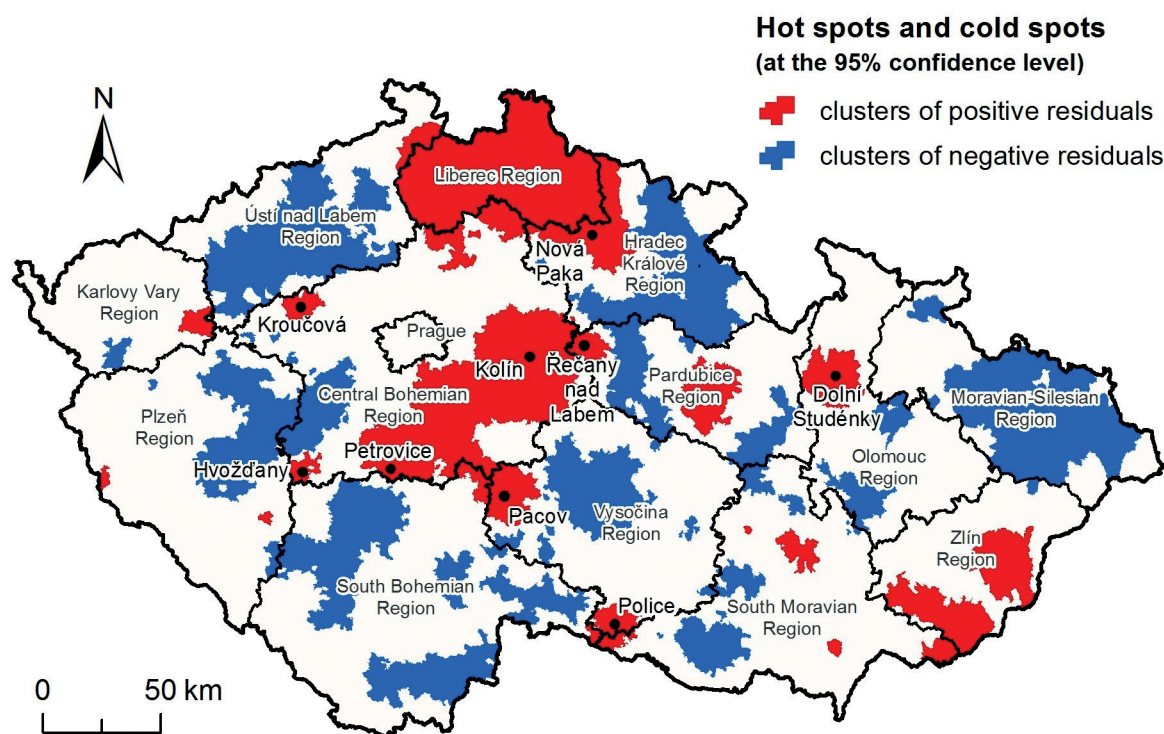 Hot spots and cold spots
(at the 95% confidence level)
clusters of positive residuals
clusters of negative residuals
N
Liberec Region
Ústí nad Labem
Region
Nová
Paka
Hradec
Králové
Region
Karlovy Vary
Region
Kroučová
Prague
Kolín
Řečany
nad
Labem
Pardubice
Region
Dolní
Studénky
Moravian-Silesian
Region
Central Bohemian
Region
Plzeň
Region
Petrovice
Hvožďany
Olomouc
Region
Pacov
Vysočina
Region
Zlín
Region
South Bohemian
Region
Police
South Moravian
Region
0 50 km